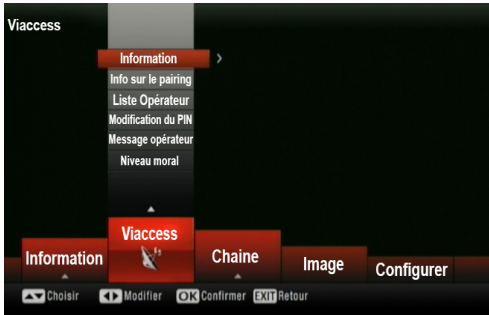 Viaccess
Information
Info sur le pairing
Liste Opérateur
Modification du PIN
Message opérateur
Niveau moral
Information
Viaccess
Chaine
Image
Configurer
Choisir
Modifier
OK Confirmer
EXIT Retour